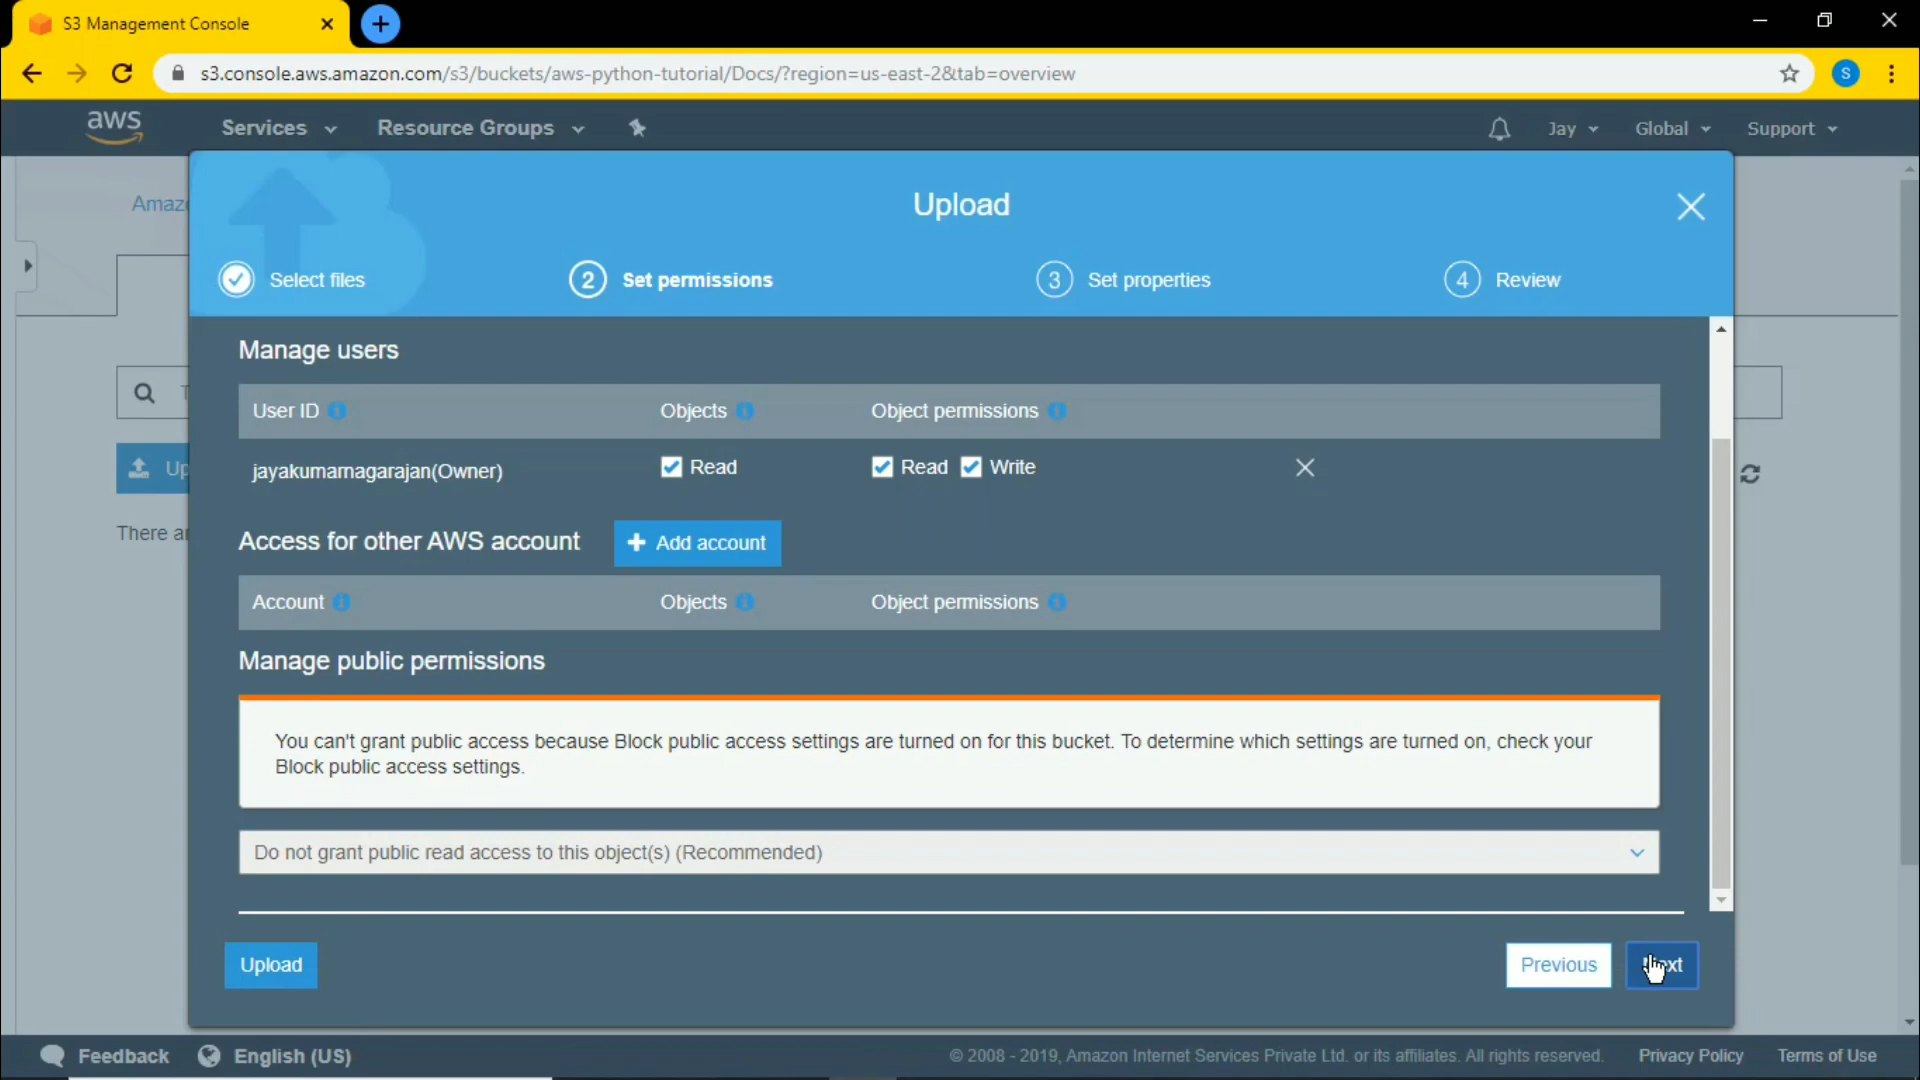 S3 Management Console
s3.console.aws.amazon.com/s3/buckets/aws-python-tutorial/Docs/?region=us-east-2&tab=overview
aws
Services
Resource Groups
Jay
Global
Support
Upload
Select files
2 Set permissions
3 Set properties
4 Review
Manage users
User ID
Objects
Object permissions
jayakumarnagarajan(Owner)
Read
Read
Write
Access for other AWS account
Add account
Account
Objects
Object permissions
Manage public permissions
You can't grant public access because Block public access settings are turned on for this bucket. To determine which settings are turned on, check your
Block public access settings.
Do not grant public read access to this object(s) (Recommended)
Upload
Previous
Feedback
English (US)
© 2008 - 2019, Amazon Internet Services Private Ltd. or its affiliates. All rights reserved.
Privacy Policy
Terms of Use